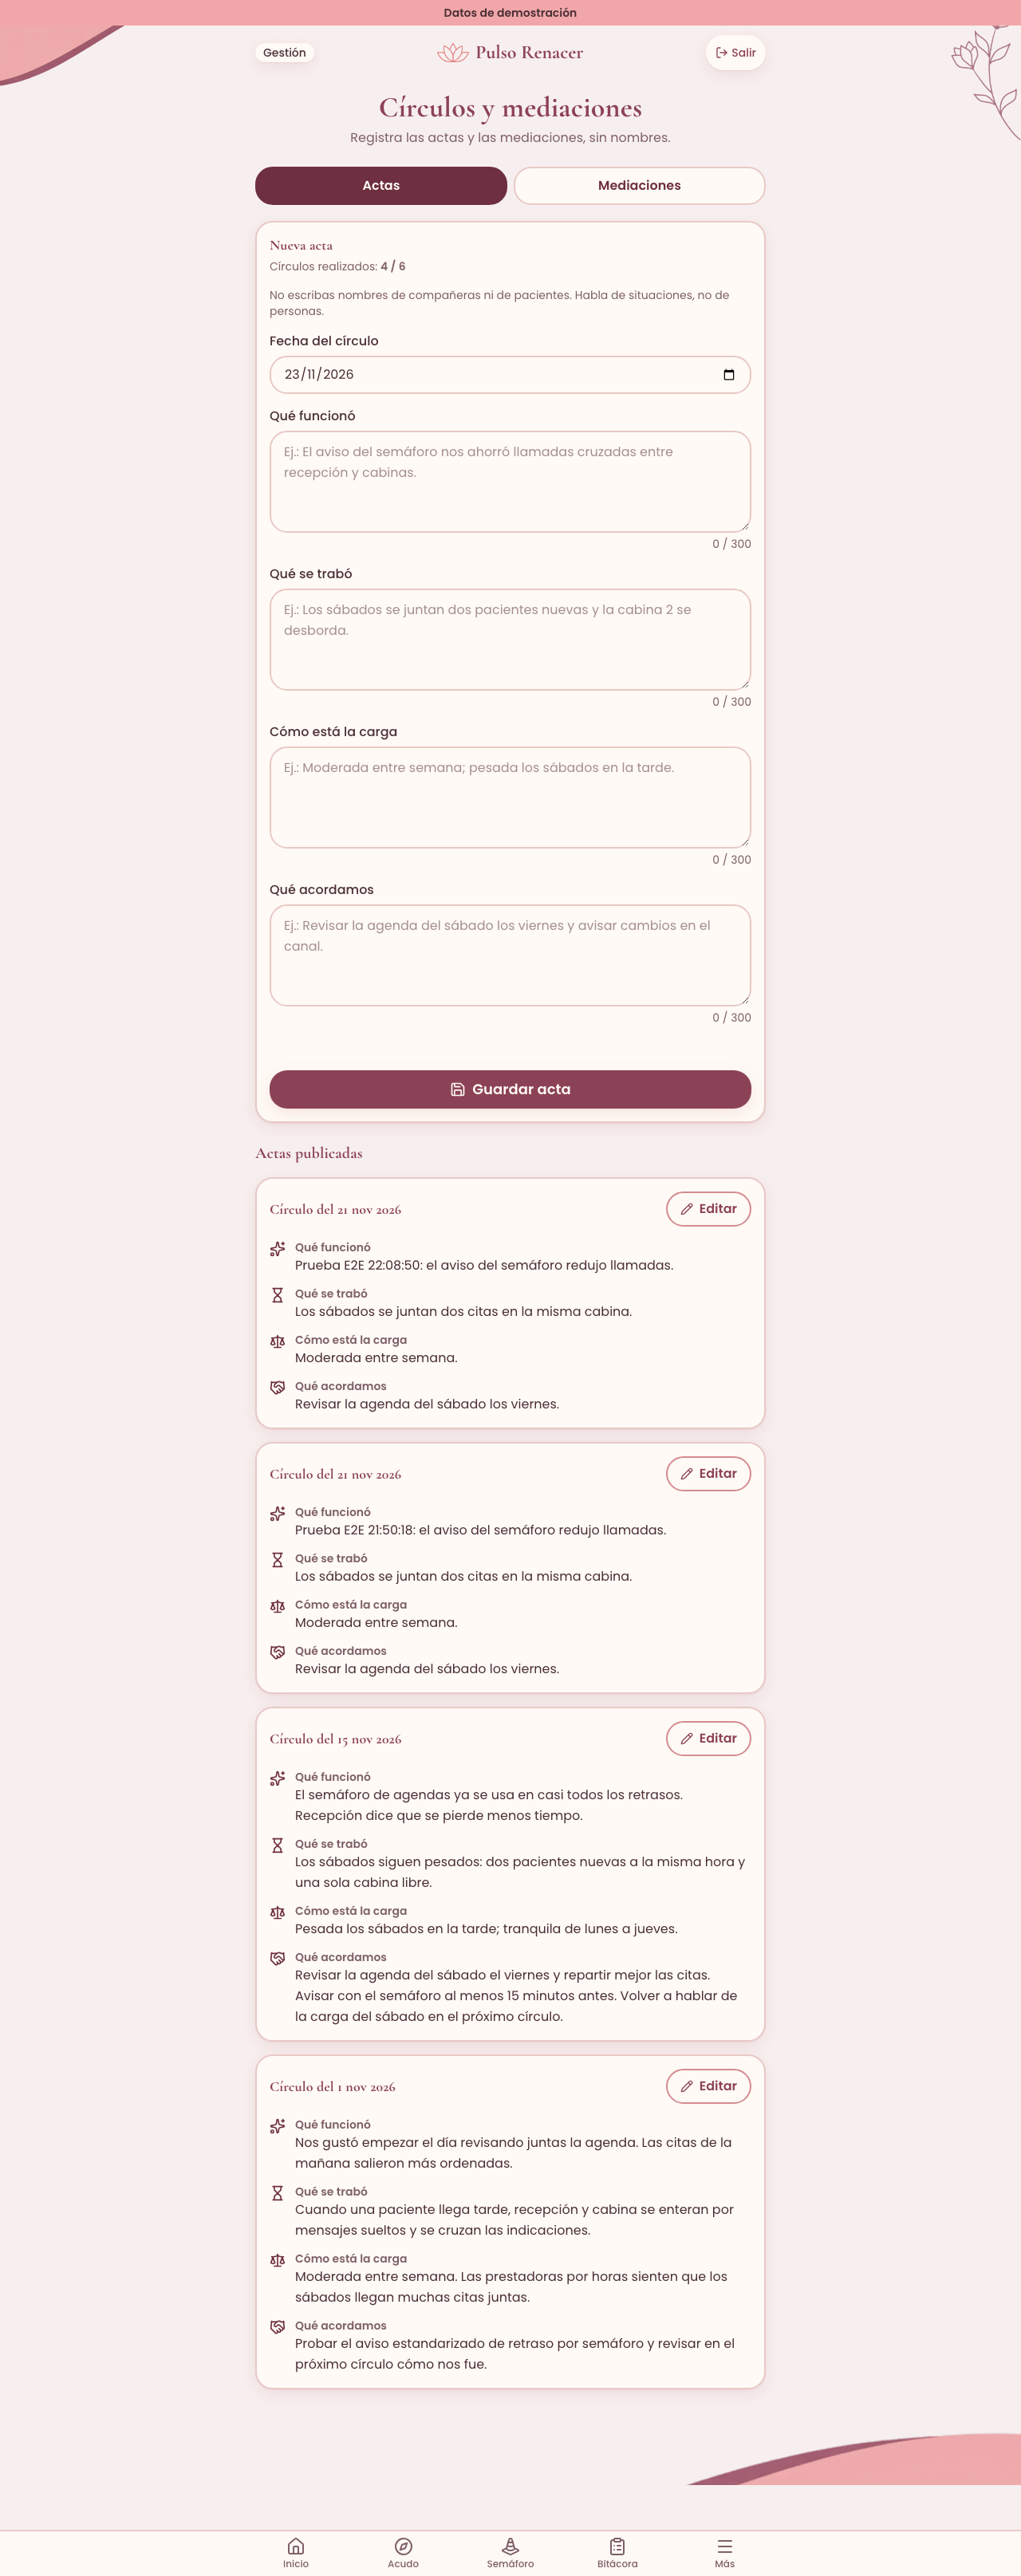 Datos de demostración
Gestión
Pulso Renacer
Salir
Círculos y mediaciones
Registra las actas y las mediaciones, sin nombres.
Actas
Mediaciones
Nueva acta
Círculos realizados: 4 / 6
No escribas nombres de compañeras ni de pacientes. Habla de situaciones, no de
personas.
Fecha del círculo
23/11/2026
Qué funcionó
Ej.: El aviso del semáforo nos ahorró llamadas cruzadas entre
recepción y cabinas.
0 / 300
Qué se trabó
Ej.: Los sábados se juntan dos pacientes nuevas y la cabina 2 se
desborda.
0 / 300
Cómo está la carga
Ej.: Moderada entre semana; pesada los sábados en la tarde.
0 / 300
Qué acordamos
Ej.: Revisar la agenda del sábado los viernes y avisar cambios en el
canal.
0 / 300
Guardar acta
Actas publicadas
Círculo del 21 nov 2026
Editar
Qué funcionó
Prueba E2E 22:08:50: el aviso del semáforo redujo llamadas.
Qué se trabó
Los sábados se juntan dos citas en la misma cabina.
Cómo está la carga
Moderada entre semana.
Qué acordamos
Revisar la agenda del sábado los viernes.
Círculo del 21 nov 2026
Editar
Qué funcionó
Prueba E2E 21:50:18: el aviso del semáforo redujo llamadas.
Qué se trabó
Los sábados se juntan dos citas en la misma cabina.
Cómo está la carga
Moderada entre semana.
Qué acordamos
Revisar la agenda del sábado los viernes.
Círculo del 15 nov 2026
Editar
Qué funcionó
El semáforo de agendas ya se usa en casi todos los retrasos.
Recepción dice que se pierde menos tiempo.
Qué se trabó
Los sábados siguen pesados: dos pacientes nuevas a la misma hora y
una sola cabina libre.
Cómo está la carga
Pesada los sábados en la tarde; tranquila de lunes a jueves.
Qué acordamos
Revisar la agenda del sábado el viernes y repartir mejor las citas.
Avisar con el semáforo al menos 15 minutos antes. Volver a hablar de
la carga del sábado en el próximo círculo.
Círculo del 1 nov 2026
Editar
Qué funcionó
Nos gustó empezar el día revisando juntas la agenda. Las citas de la
mañana salieron más ordenadas.
Qué se trabó
Cuando una paciente llega tarde, recepción y cabina se enteran por
mensajes sueltos y se cruzan las indicaciones.
Cómo está la carga
Moderada entre semana. Las prestadoras por horas sienten que los
sábados llegan muchas citas juntas.
Qué acordamos
Probar el aviso estandarizado de retraso por semáforo y revisar en el
próximo círculo cómo nos fue.
Inicio
Acudo
Semáforo
Bitácora
Más